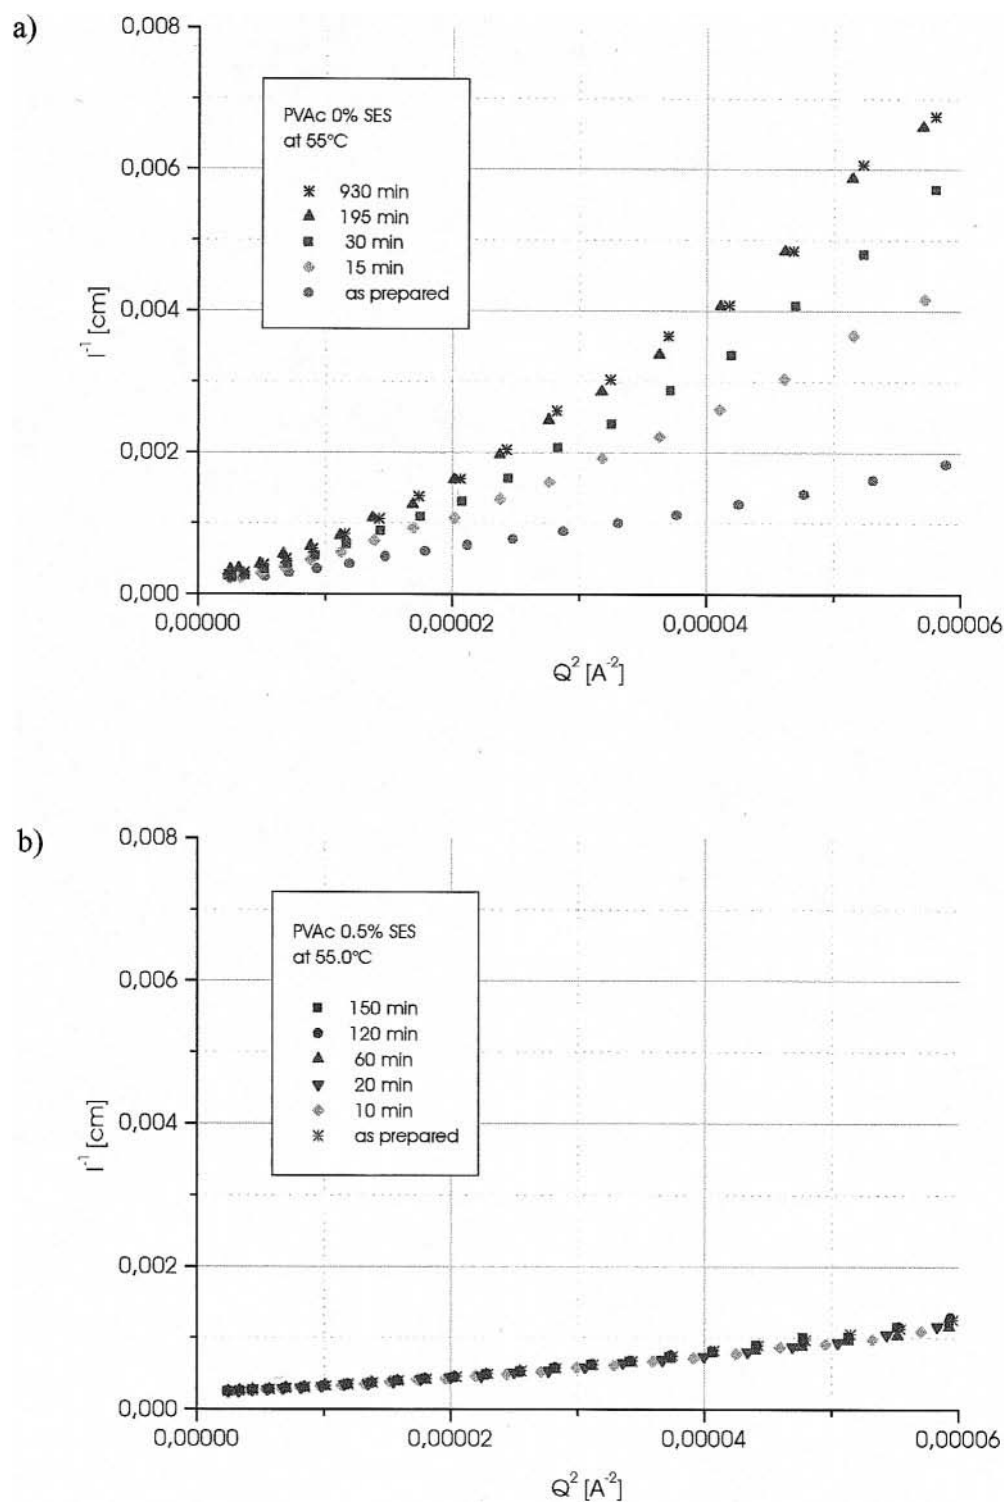 a)
0,008
0,006
0,004
0,002
0,000
I⁻¹ [cm]
PVAc 0% SES
at 55°C
930 min
195 min
30 min
15 min
as prepared
0,00000
0,00002
0,00004
0,00006
Q² [A⁻²]
b)
0,008
0,006
0,004
0,002
0,000
I⁻¹ [cm]
PVAc 0.5% SES
at 55.0°C
150 min
120 min
60 min
20 min
10 min
as prepared
0,00000
0,00002
0,00004
0,00006
Q² [A⁻²]